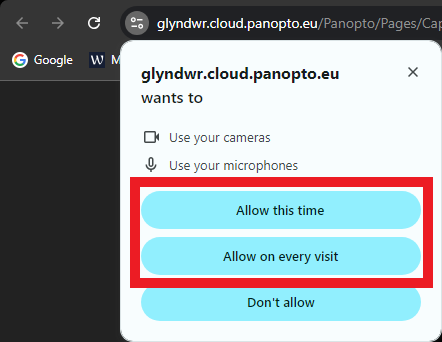 glyndwr.cloud.panopto.eu/Panopto/Pages/Cap
Google
W M
glyndwr.cloud.panopto.eu
wants to
Use your cameras
Use your microphones
Allow this time
Allow on every visit
Don't allow